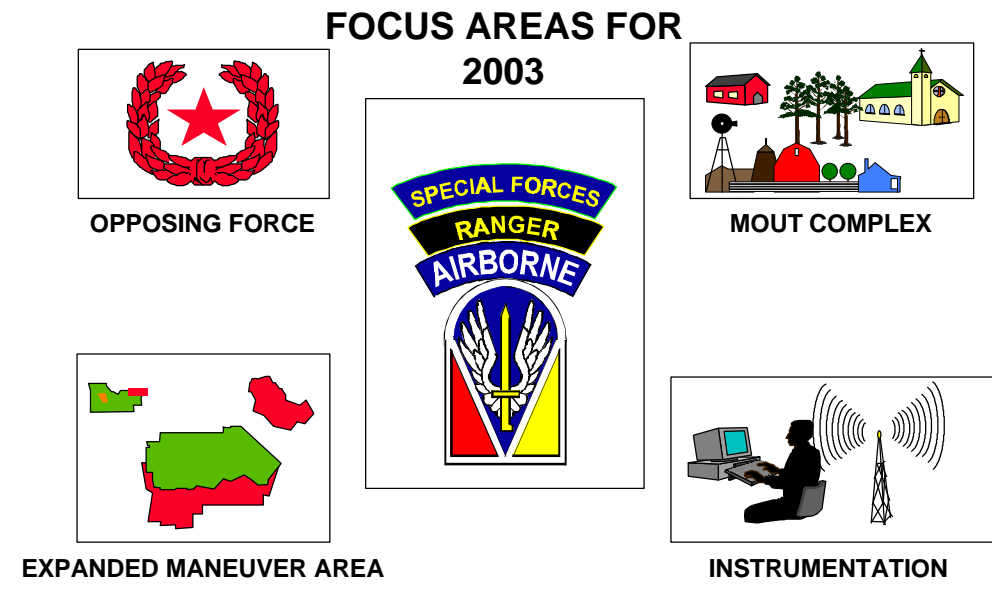 FOCUS AREAS FOR
2003
OPPOSING FORCE
SPECIAL FORCES
RANGER
AIRBORNE
MOUT COMPLEX
EXPANDED MANEUVER AREA
INSTRUMENTATION